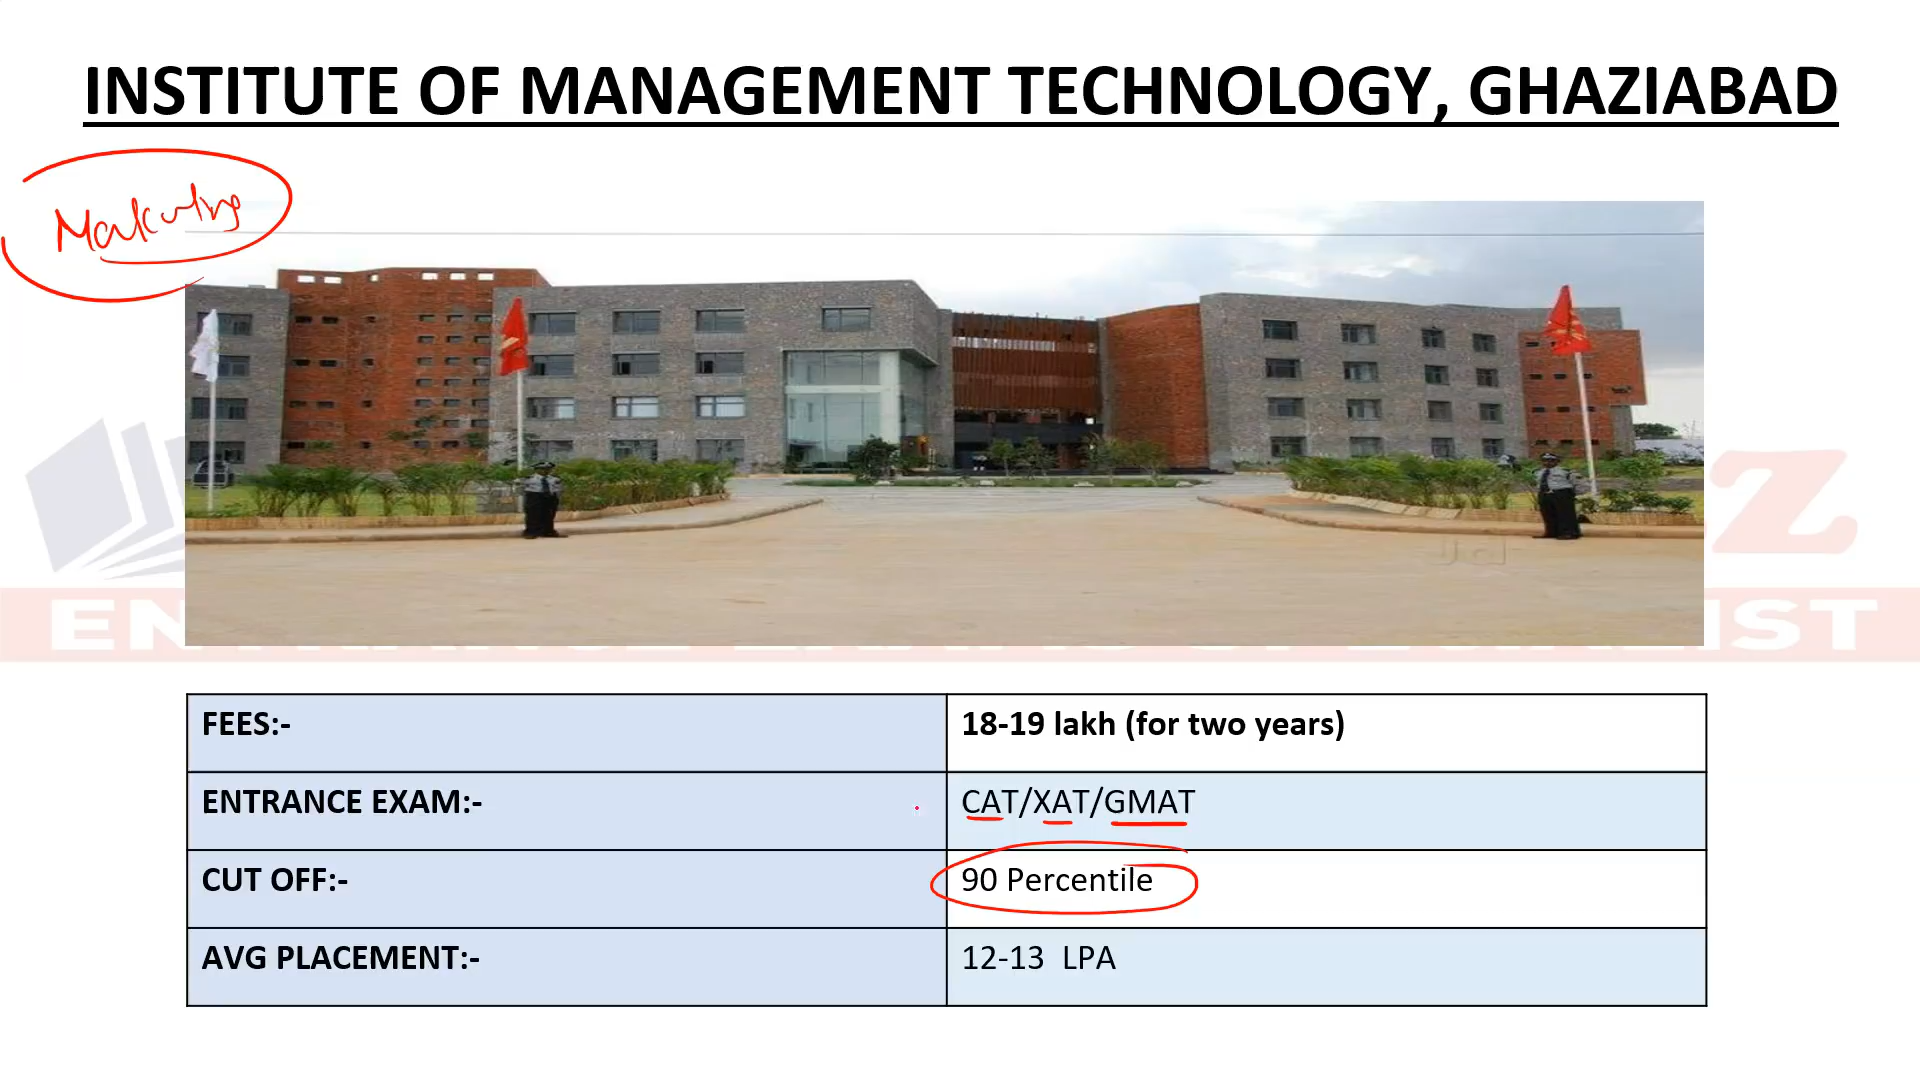 INSTITUTE OF MANAGEMENT TECHNOLOGY, GHAZIABAD
Marketing
FEES:- 18-19 lakh (for two years)
ENTRANCE EXAM:- CAT/XAT/GMAT
CUT OFF:- 90 Percentile
AVG PLACEMENT:- 12-13 LPA